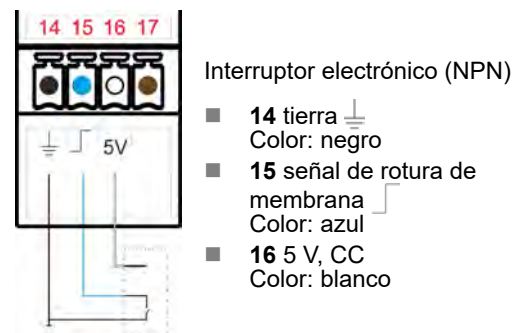 14 15 16 17
5V
Interruptor electrónico (NPN)
14 tierra
Color: negro
15 señal de rotura de
membrana
Color: azul
16 5 V, CC
Color: blanco